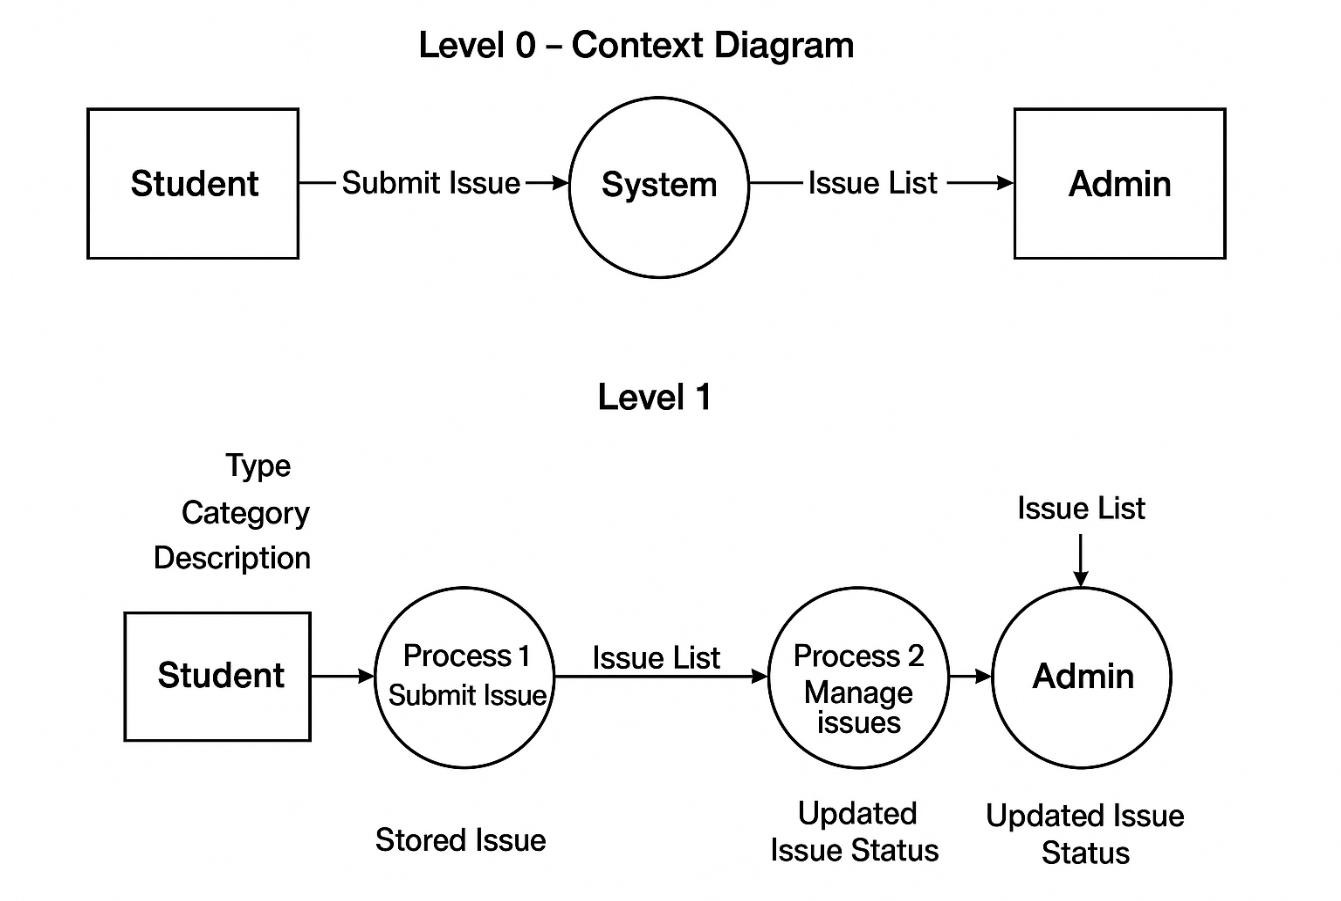 Level 0 – Context Diagram
Student
Submit Issue
System
Issue List
Admin
Level 1
Type
Category
Description
Issue List
Student
Process 1
Submit Issue
Issue List
Process 2
Manage
issues
Admin
Stored Issue
Updated
Issue Status
Updated Issue
Status